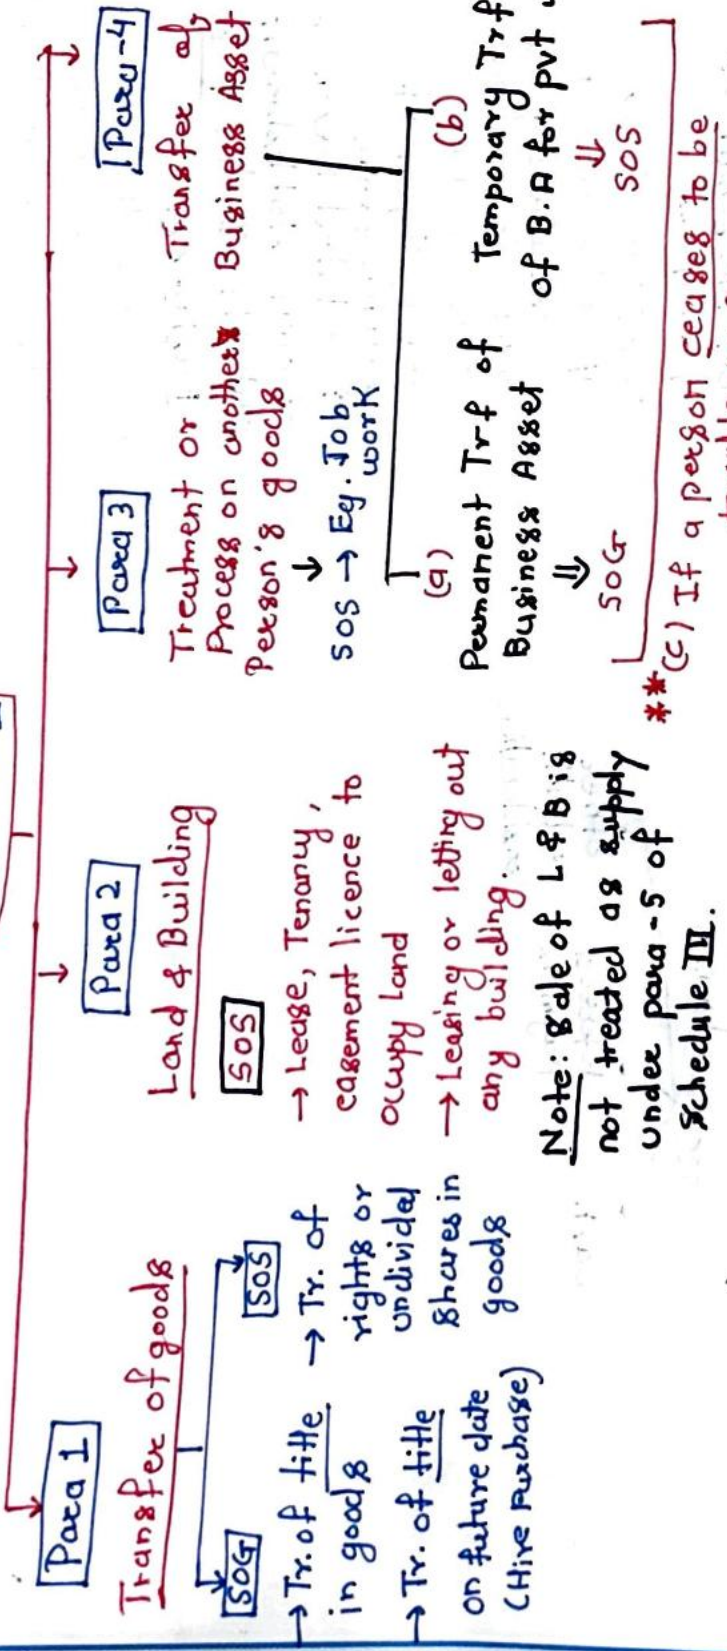 Para 1
Transfer of goods
SOG
→ Tr. of title
in goods
→ Tr. of title
on future date
(Hire Purchase)
SOS
→ Tr. of
rights or
undivided
shares in
goods
Para 2
Land & Building
SOS
→ Lease, Tenancy,
easement licence to
occupy Land
→ Leasing or letting out
any building.
Note: Sale of L & B is
not treated as supply
under para-5 of
Schedule III.
Para 3
Treatment or
Process on another
Person's goods
↓
SOS → Eg. Job
work
Para-4
Transfer of
Business Asset
(a)
Permanent Trf of
Business Asset
⇓
SOG
(b)
Temporary Trf
of B.A for pvt
⇓
SOS
**(C) If a person ceases to be